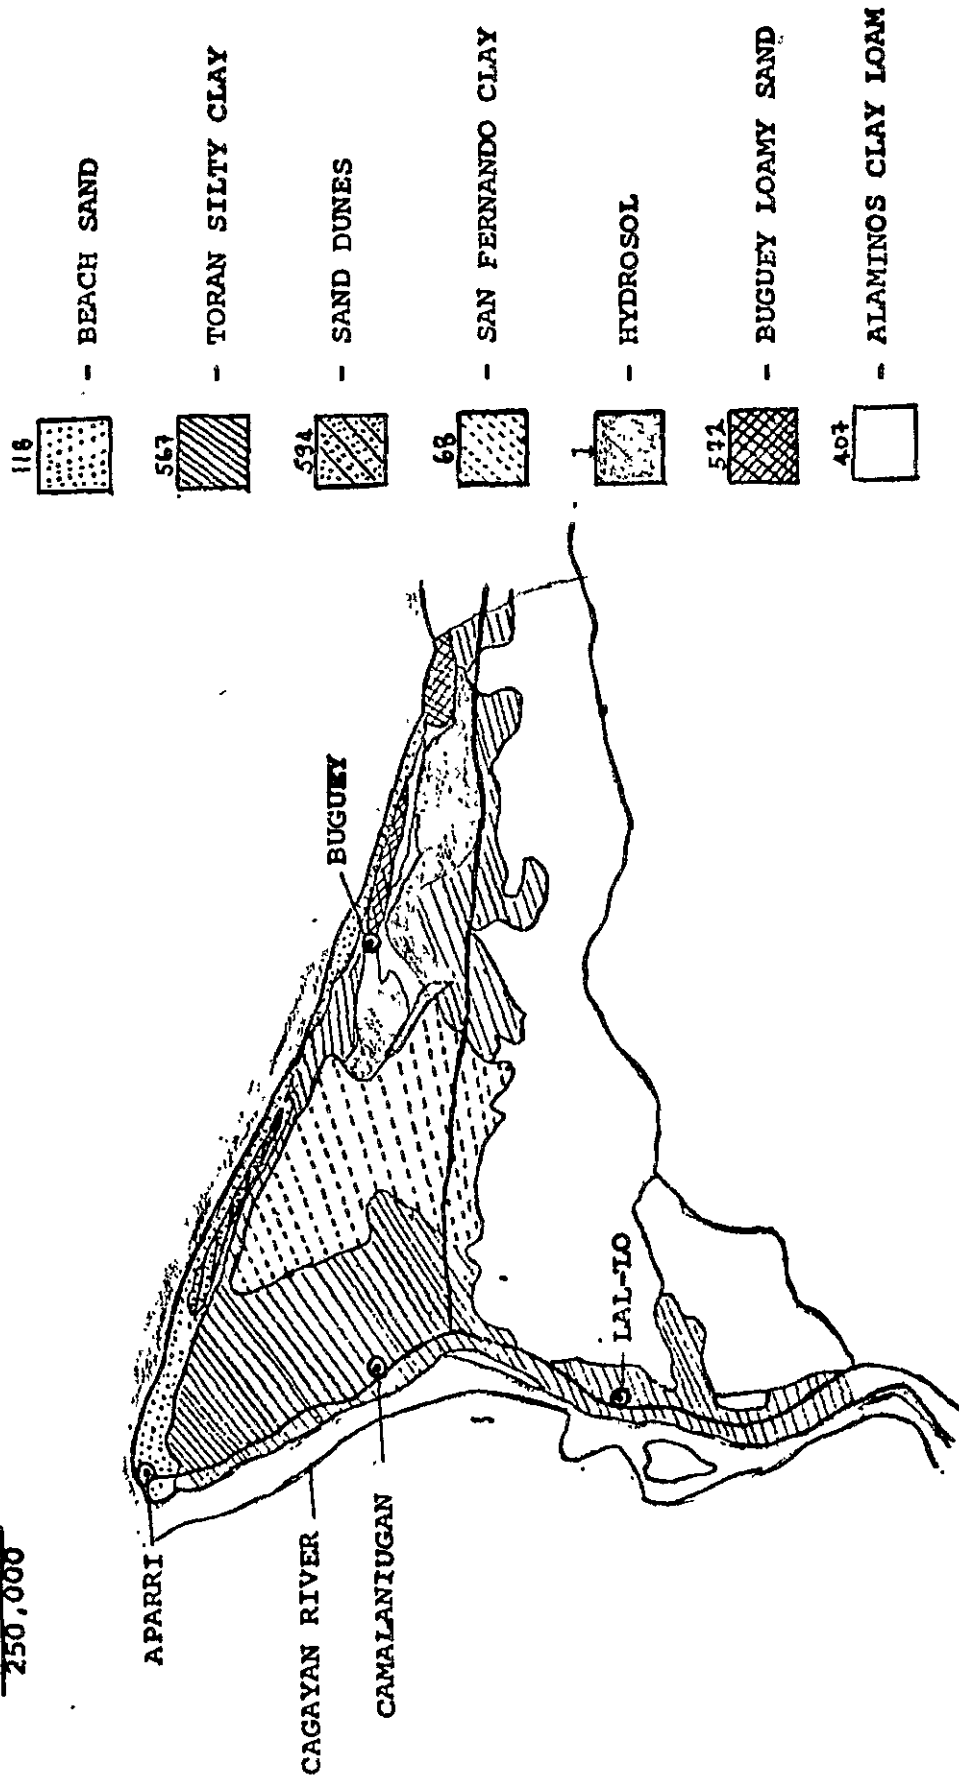 250,000
118 - BEACH SAND
567 - TORAN SILTY CLAY
594 - SAND DUNES
68 - SAN FERNANDO CLAY
1 - HYDROSOL
572 - BUGUEY LOAMY SAND
407 - ALAMINOS CLAY LOAM
APARRI
CAGAYAN RIVER
CAMALANIUGAN
BUGUEY
LAL-LO